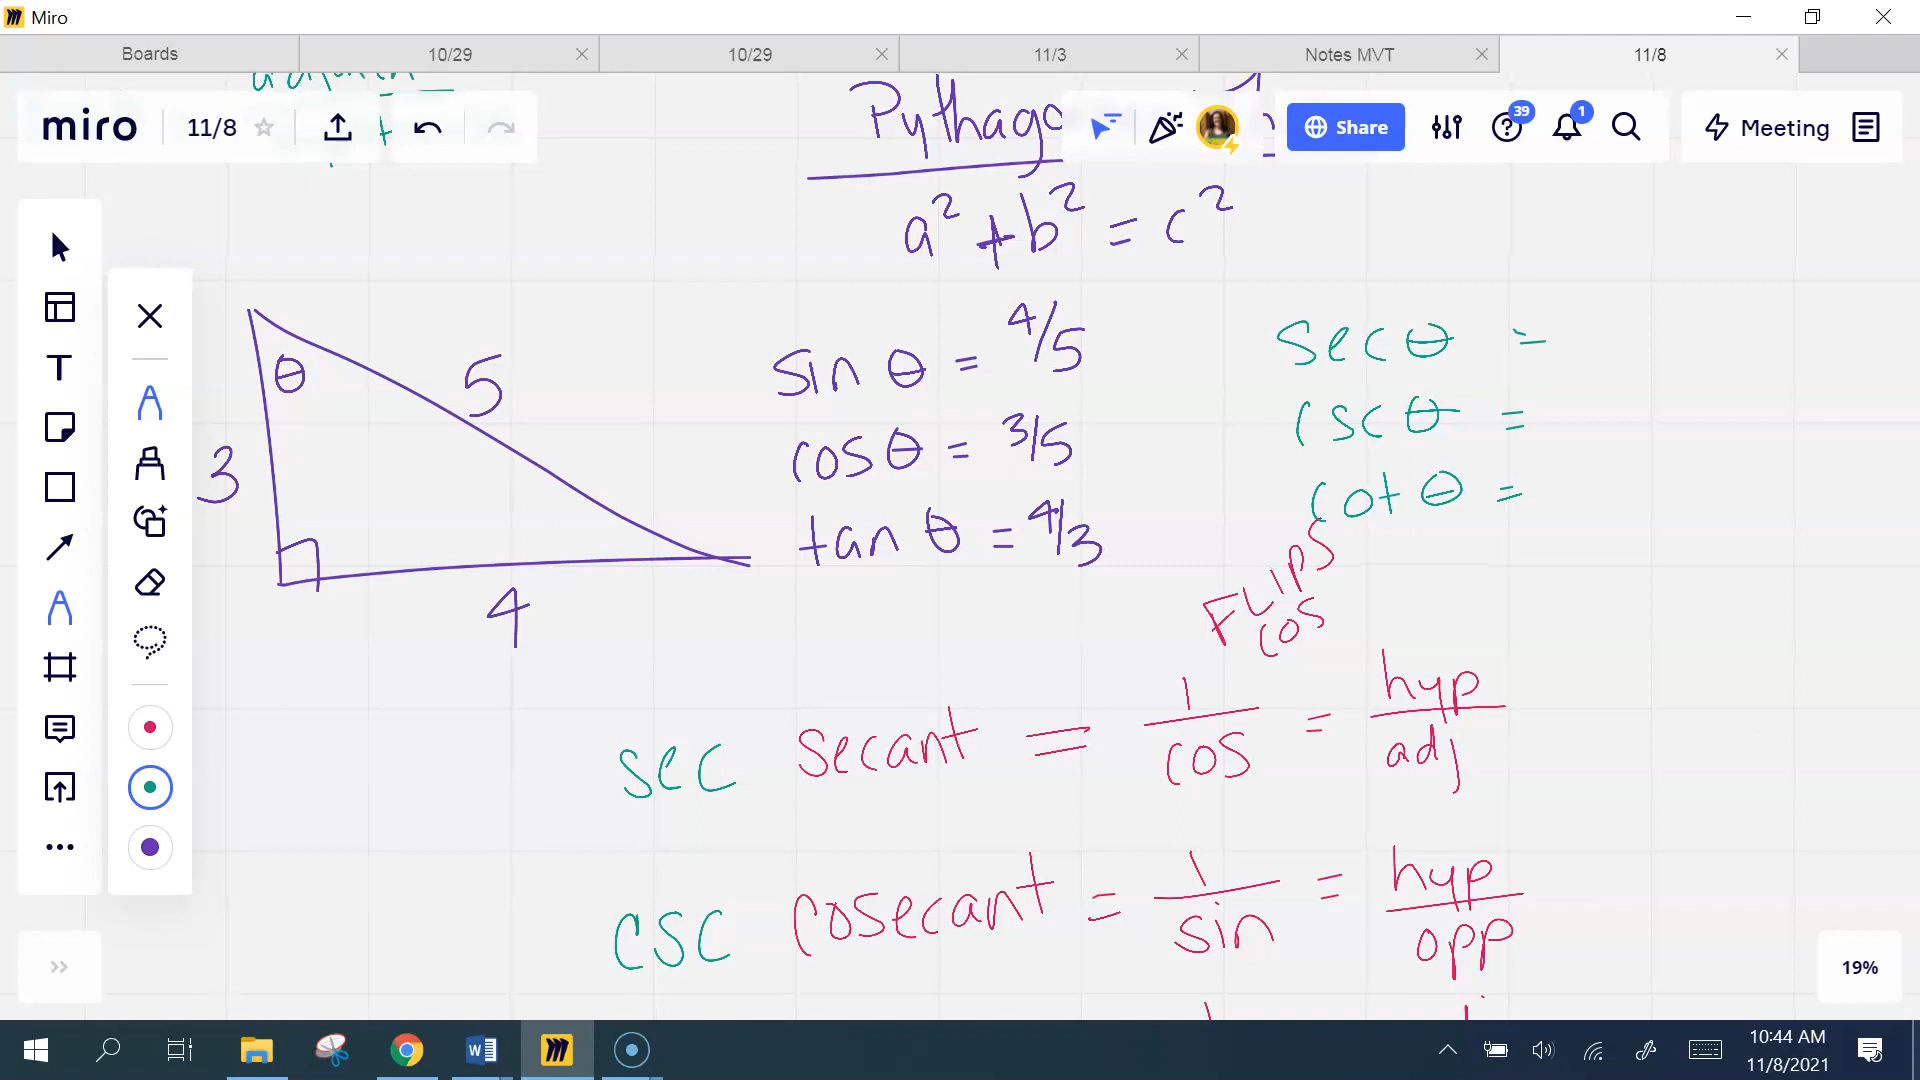 Miro
Boards
10/29
10/29
11/3
Notes MVT
11/8
miro
11/8
Share
39
1
Meeting
a² + b² = c²
θ
5
3
4
sin θ = 4/5
cos θ = 3/5
tan θ = 4/3
sec θ =
csc θ =
cot θ =
FLIPS
cos
sec secant = 1/cos = hyp/adj
csc cosecant = 1/sin = hyp/opp
T
19%
10:44 AM
11/8/2021